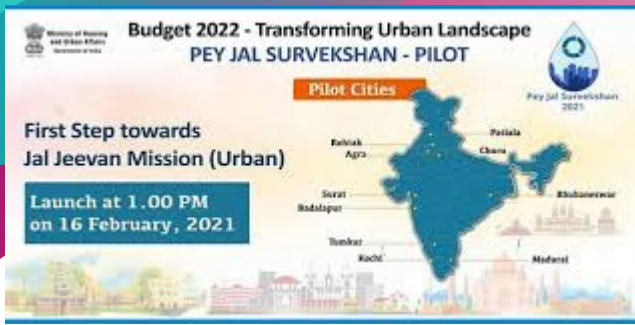 Ministry of Housing
and Urban Affairs
Government of India
Budget 2022 - Transforming Urban Landscape
PEY JAL SURVEKSHAN - PILOT
Pey Jal Survekshan
2021
Pilot Cities
First Step towards
Jal Jeevan Mission (Urban)
Launch at 1.00 PM
on 16 February, 2021
Rohtak
Patiala
Agra
Churu
Surat
Bhubaneswar
Badalapur
Tumkur
Kochi
Madurai